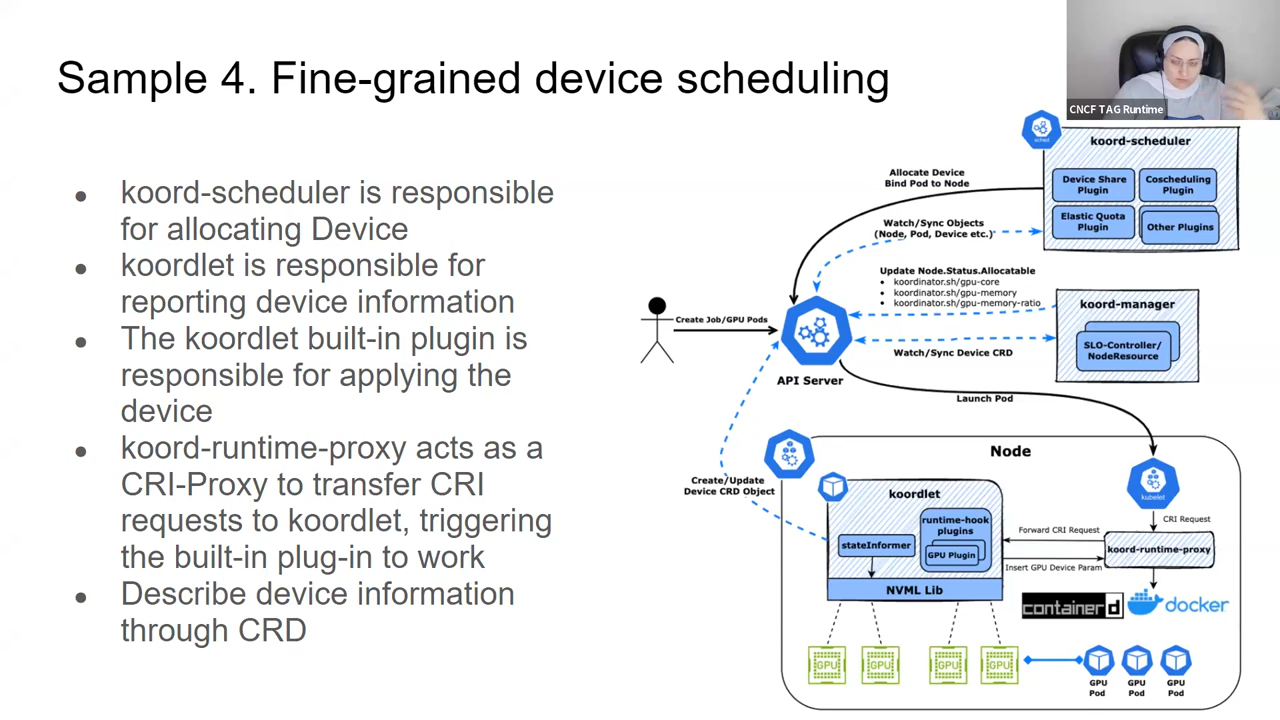 Sample 4. Fine-grained device scheduling
CNCF TAG Runtime
● koord-scheduler is responsible
for allocating Device
● koordlet is responsible for
reporting device information
● The koordlet built-in plugin is
responsible for applying the
device
● koord-runtime-proxy acts as a
CRI-Proxy to transfer CRI
requests to koordlet, triggering
the built-in plug-in to work
● Describe device information
through CRD
sched
koord-scheduler
Device Share
Plugin
Coscheduling
Plugin
Elastic Quota
Plugin
Other Plugins
Allocate Device
Bind Pod to Node
Watch/Sync Objects
(Node, Pod, Device etc.)
Update Node.Status.Allocatable
• koordinator.sh/gpu-core
• koordinator.sh/gpu-memory
• koordinator.sh/gpu-memory-ratio
koord-manager
SLO-Controller/
NodeResource
Create Job/GPU Pods
API Server
Watch/Sync Device CRD
Launch Pod
Create/Update
Device CRD Object
Node
koordlet
stateInformer
runtime-hook
plugins
GPU Plugin
NVML Lib
kubelet
CRI Request
Forward CRI Request
koord-runtime-proxy
Insert GPU Device Param
containerd
docker
GPU
GPU
GPU
GPU
GPU
Pod
GPU
Pod
GPU
Pod